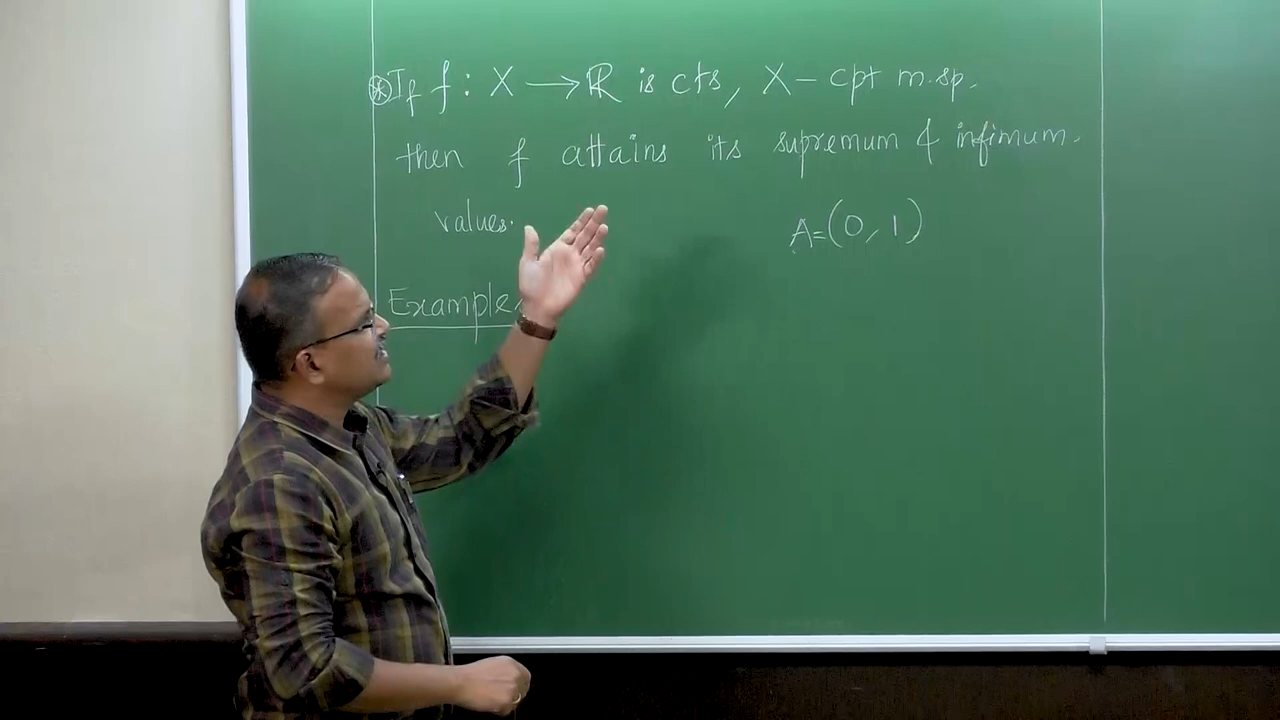 ⊛ If f : X → ℝ is cts, X – cpt m.sp.
then f attains its supremum & infimum.
values.
A = (0, 1)
Examples